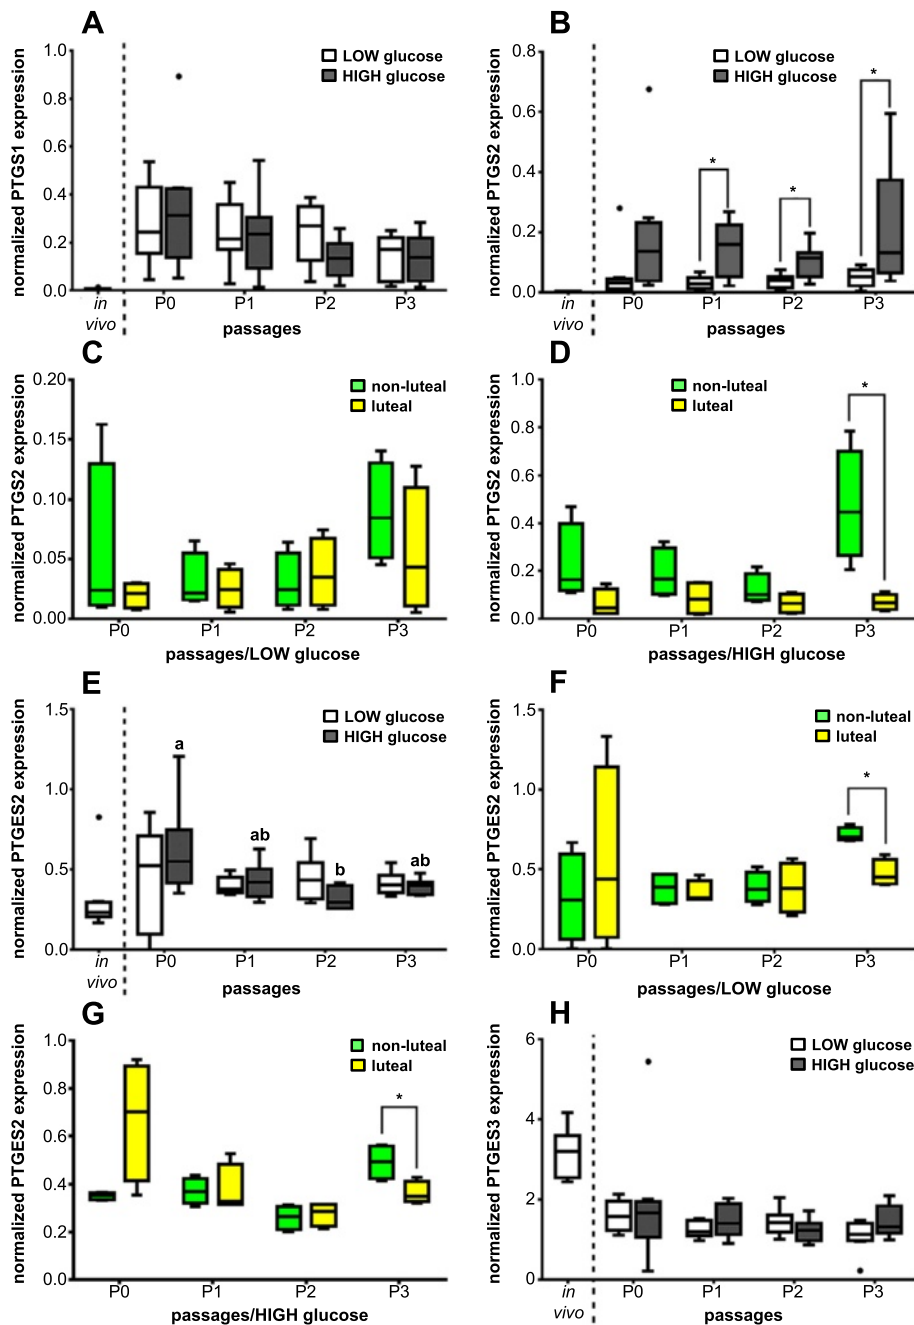 A
normalized PTGS1 expression
1.0
0.8
0.6
0.4
0.2
0.0
LOW glucose
HIGH glucose
in
vivo
P0
P1
P2
P3
passages
B
normalized PTGS2 expression
0.8
0.6
0.4
0.2
0.0
LOW glucose
HIGH glucose
*
*
*
in
vivo
P0
P1
P2
P3
passages
C
normalized PTGS2 expression
0.20
0.15
0.10
0.05
0.00
non-luteal
luteal
P0
P1
P2
P3
passages/LOW glucose
D
normalized PTGS2 expression
1.0
0.8
0.6
0.4
0.2
0.0
non-luteal
luteal
*
P0
P1
P2
P3
passages/HIGH glucose
E
normalized PTGES2 expression
1.5
1.0
0.5
0.0
LOW glucose
HIGH glucose
a
ab
b
ab
in
vivo
P0
P1
P2
P3
passages
F
normalized PTGES2 expression
1.5
1.0
0.5
0.0
non-luteal
luteal
*
P0
P1
P2
P3
passages/LOW glucose
G
normalized PTGES2 expression
1.0
0.8
0.6
0.4
0.2
0.0
non-luteal
luteal
*
P0
P1
P2
P3
passages/HIGH glucose
H
normalized PTGES3 expression
6
4
2
0
LOW glucose
HIGH glucose
in
vivo
P0
P1
P2
P3
passages